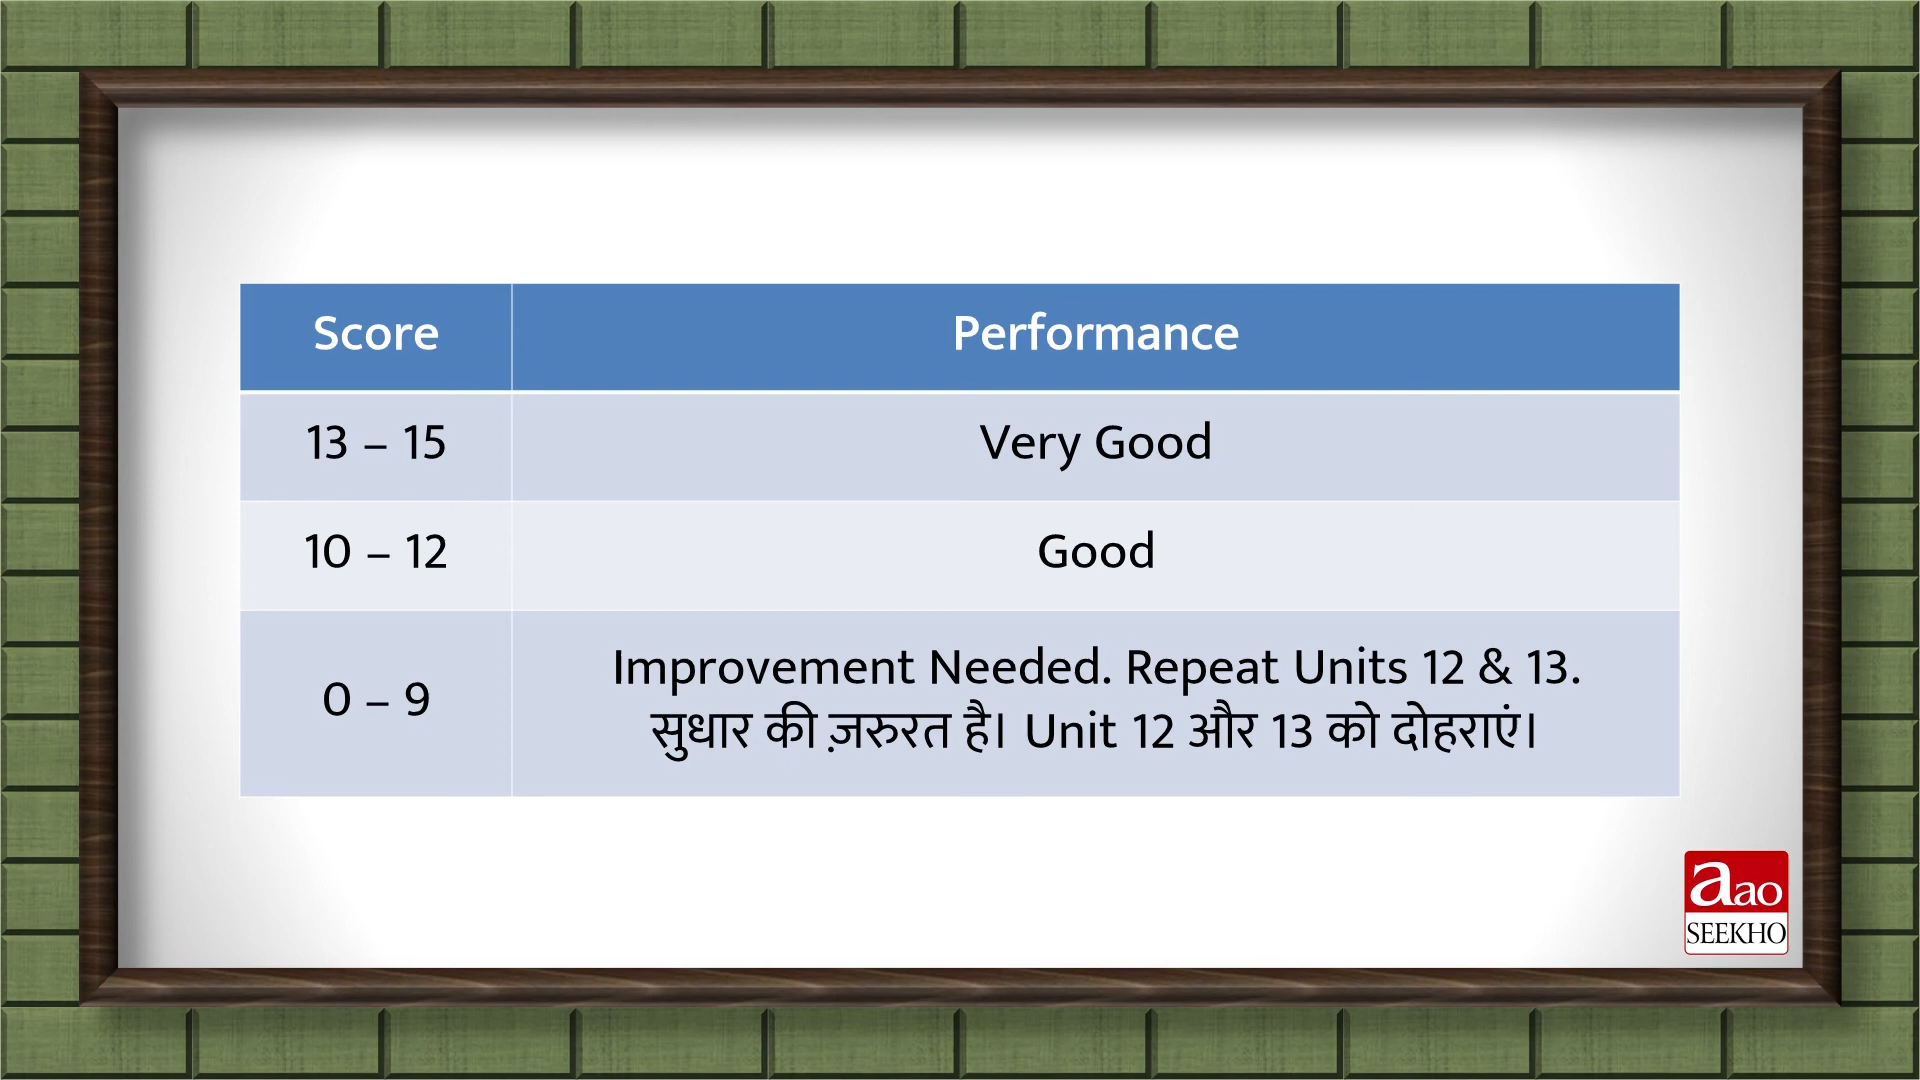 Score Performance
13 – 15 Very Good
10 – 12 Good
0 – 9 Improvement Needed. Repeat Units 12 & 13.
सुधार की ज़रुरत है। Unit 12 और 13 को दोहराएं।
aao
SEEKHO